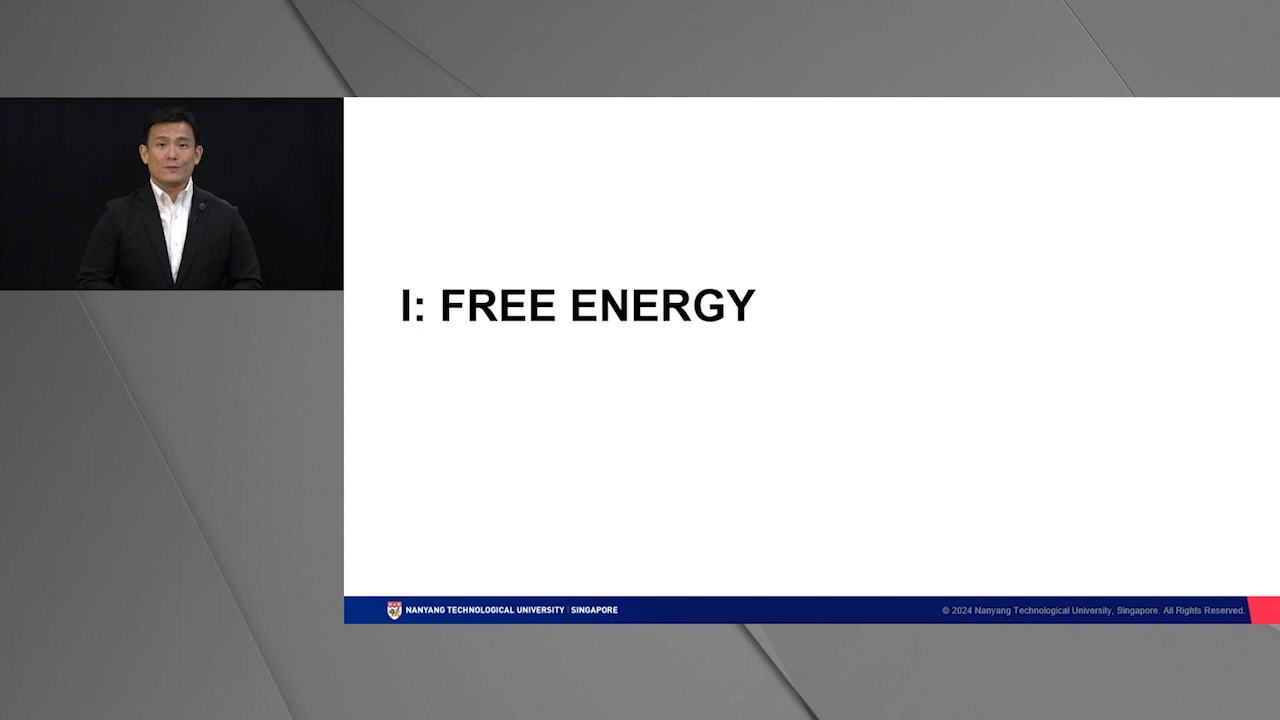 I: FREE ENERGY
NANYANG TECHNOLOGICAL UNIVERSITY | SINGAPORE
© 2024 Nanyang Technological University, Singapore. All Rights Reserved.